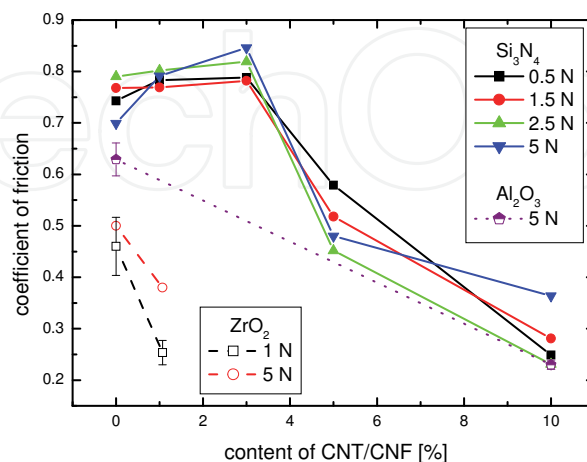 0.9
0.8
0.7
0.6
0.5
0.4
0.3
0.2
coefficient of friction
0
2
4
6
8
10
content of CNT/CNF [%]
Si₃N₄
0.5 N
1.5 N
2.5 N
5 N
Al₂O₃
5 N
ZrO₂
1 N
5 N